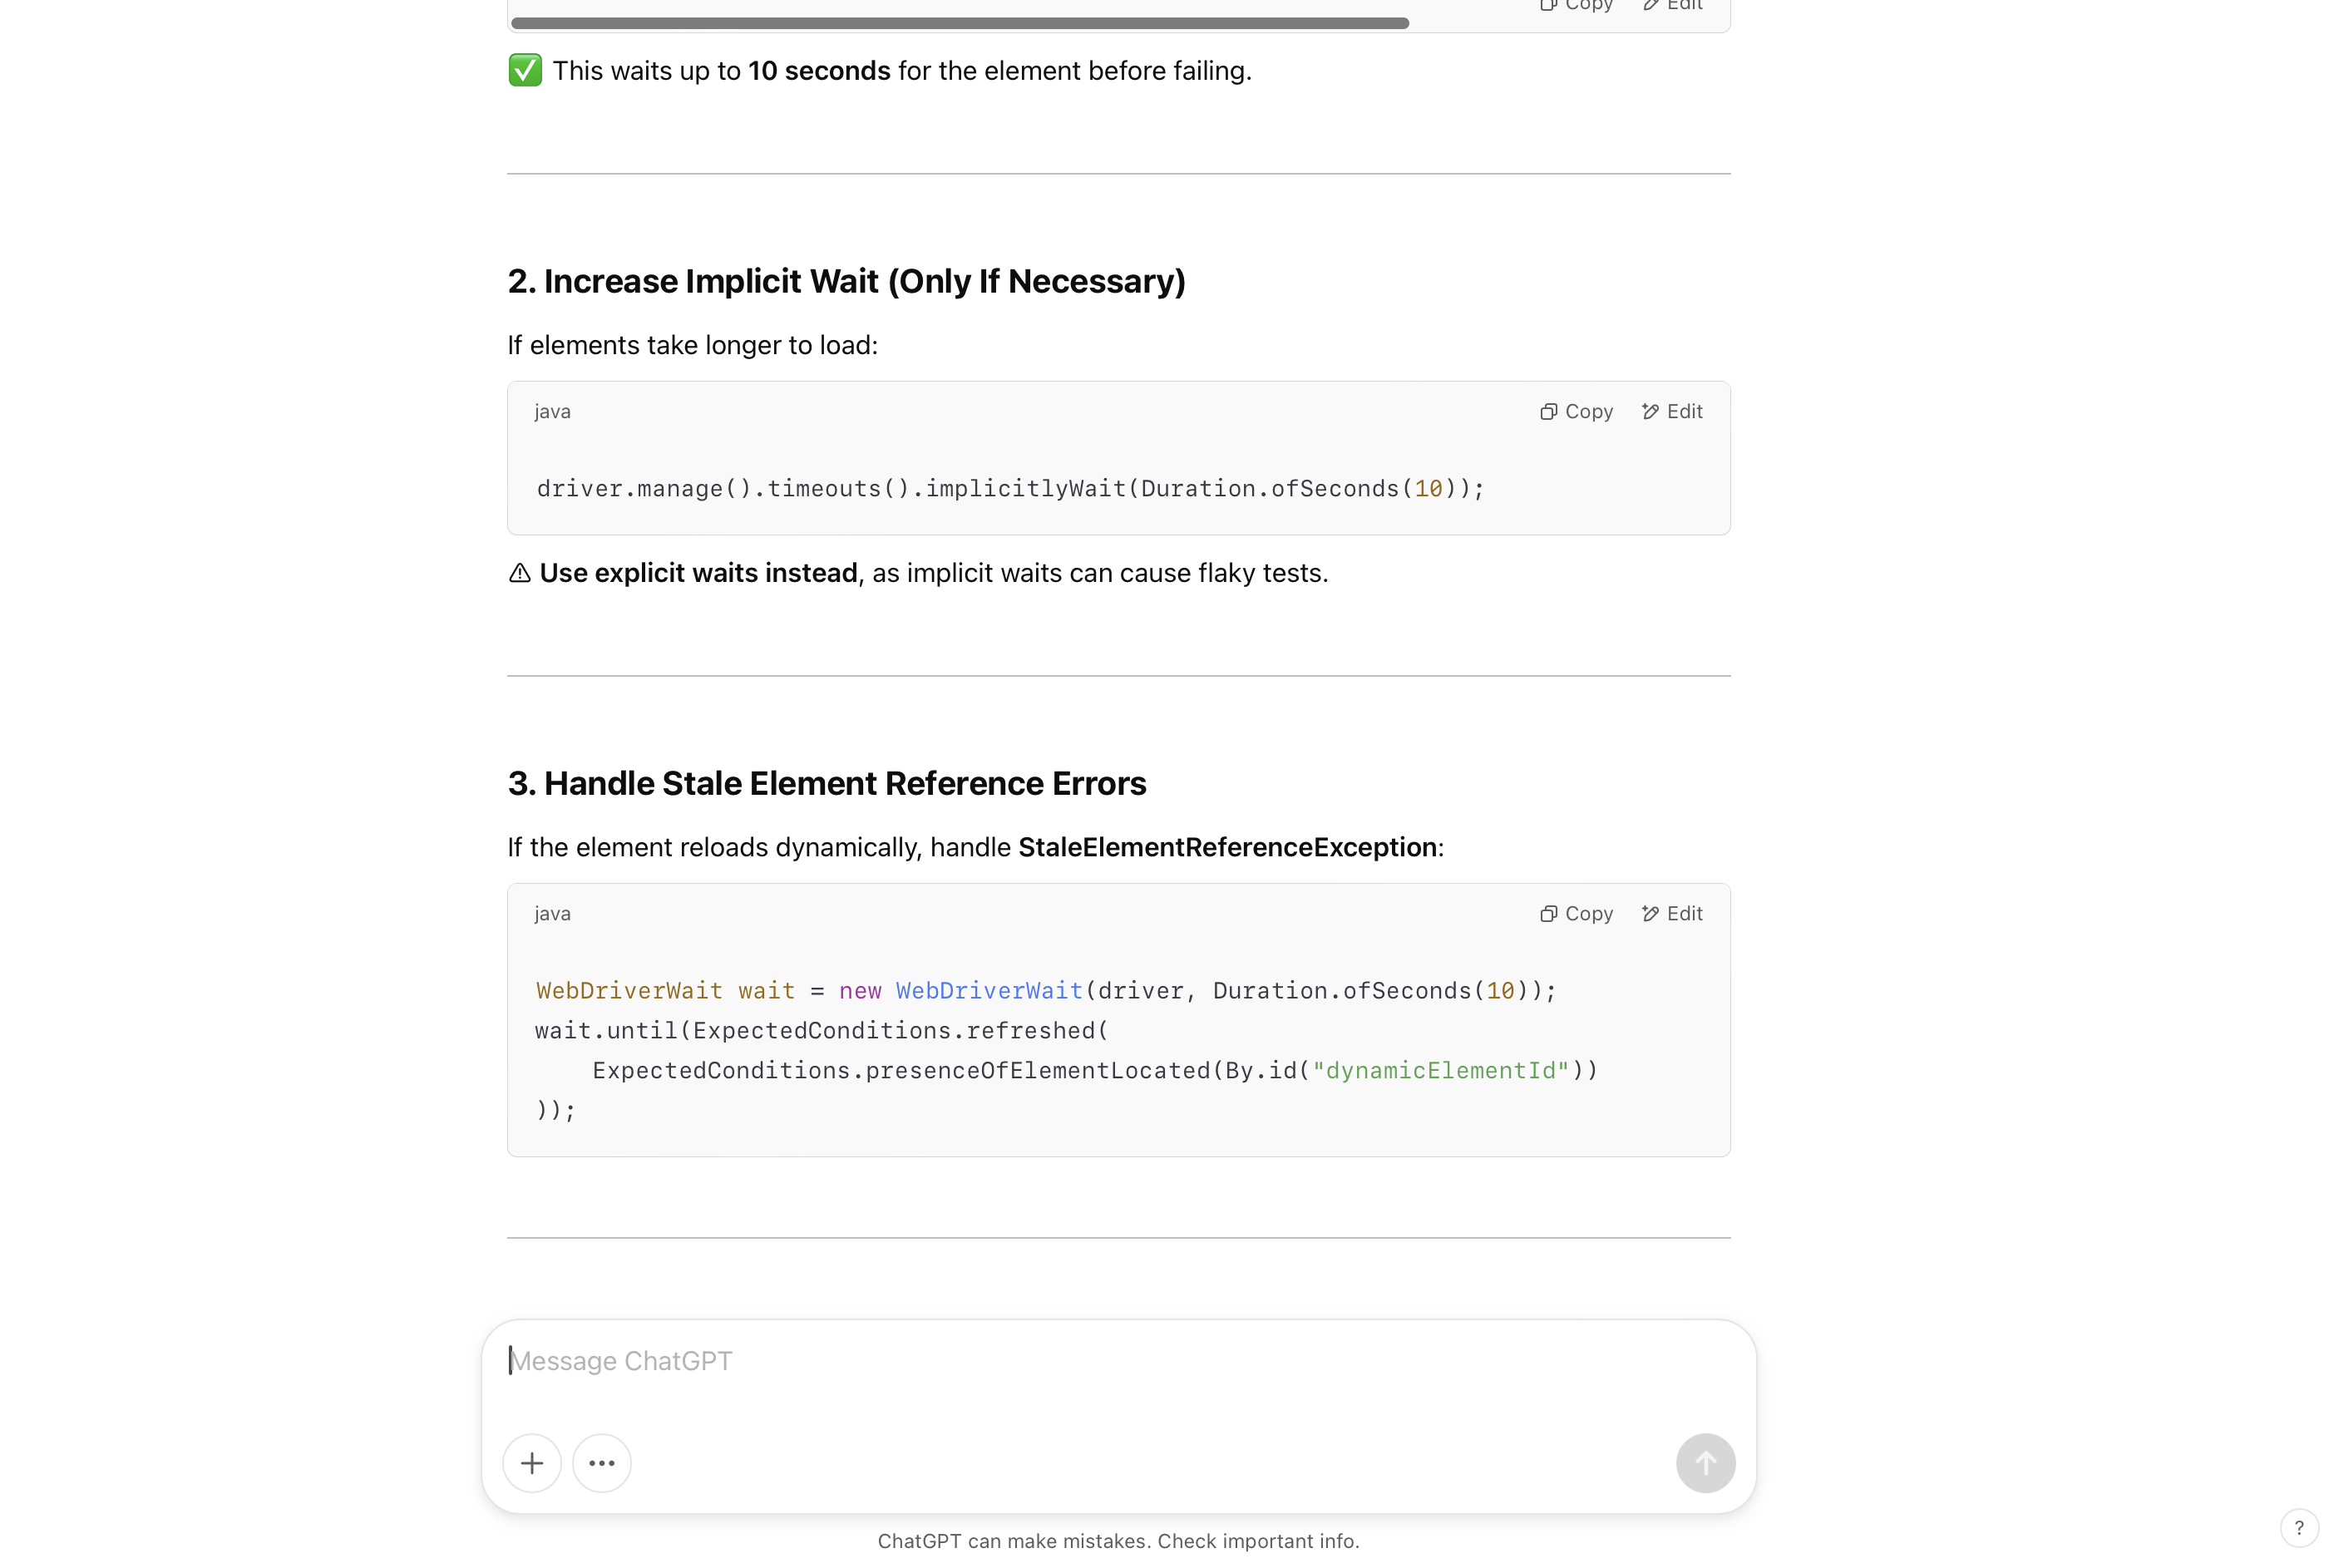 Copy Edit
✅ This waits up to 10 seconds for the element before failing.
2. Increase Implicit Wait (Only If Necessary)
If elements take longer to load:
java Copy Edit
driver.manage().timeouts().implicitlyWait(Duration.ofSeconds(10));
⚠ Use explicit waits instead, as implicit waits can cause flaky tests.
3. Handle Stale Element Reference Errors
If the element reloads dynamically, handle StaleElementReferenceException:
java Copy Edit
WebDriverWait wait = new WebDriverWait(driver, Duration.ofSeconds(10));
wait.until(ExpectedConditions.refreshed(
    ExpectedConditions.presenceOfElementLocated(By.id("dynamicElementId"))
));
Message ChatGPT
ChatGPT can make mistakes. Check important info.
?